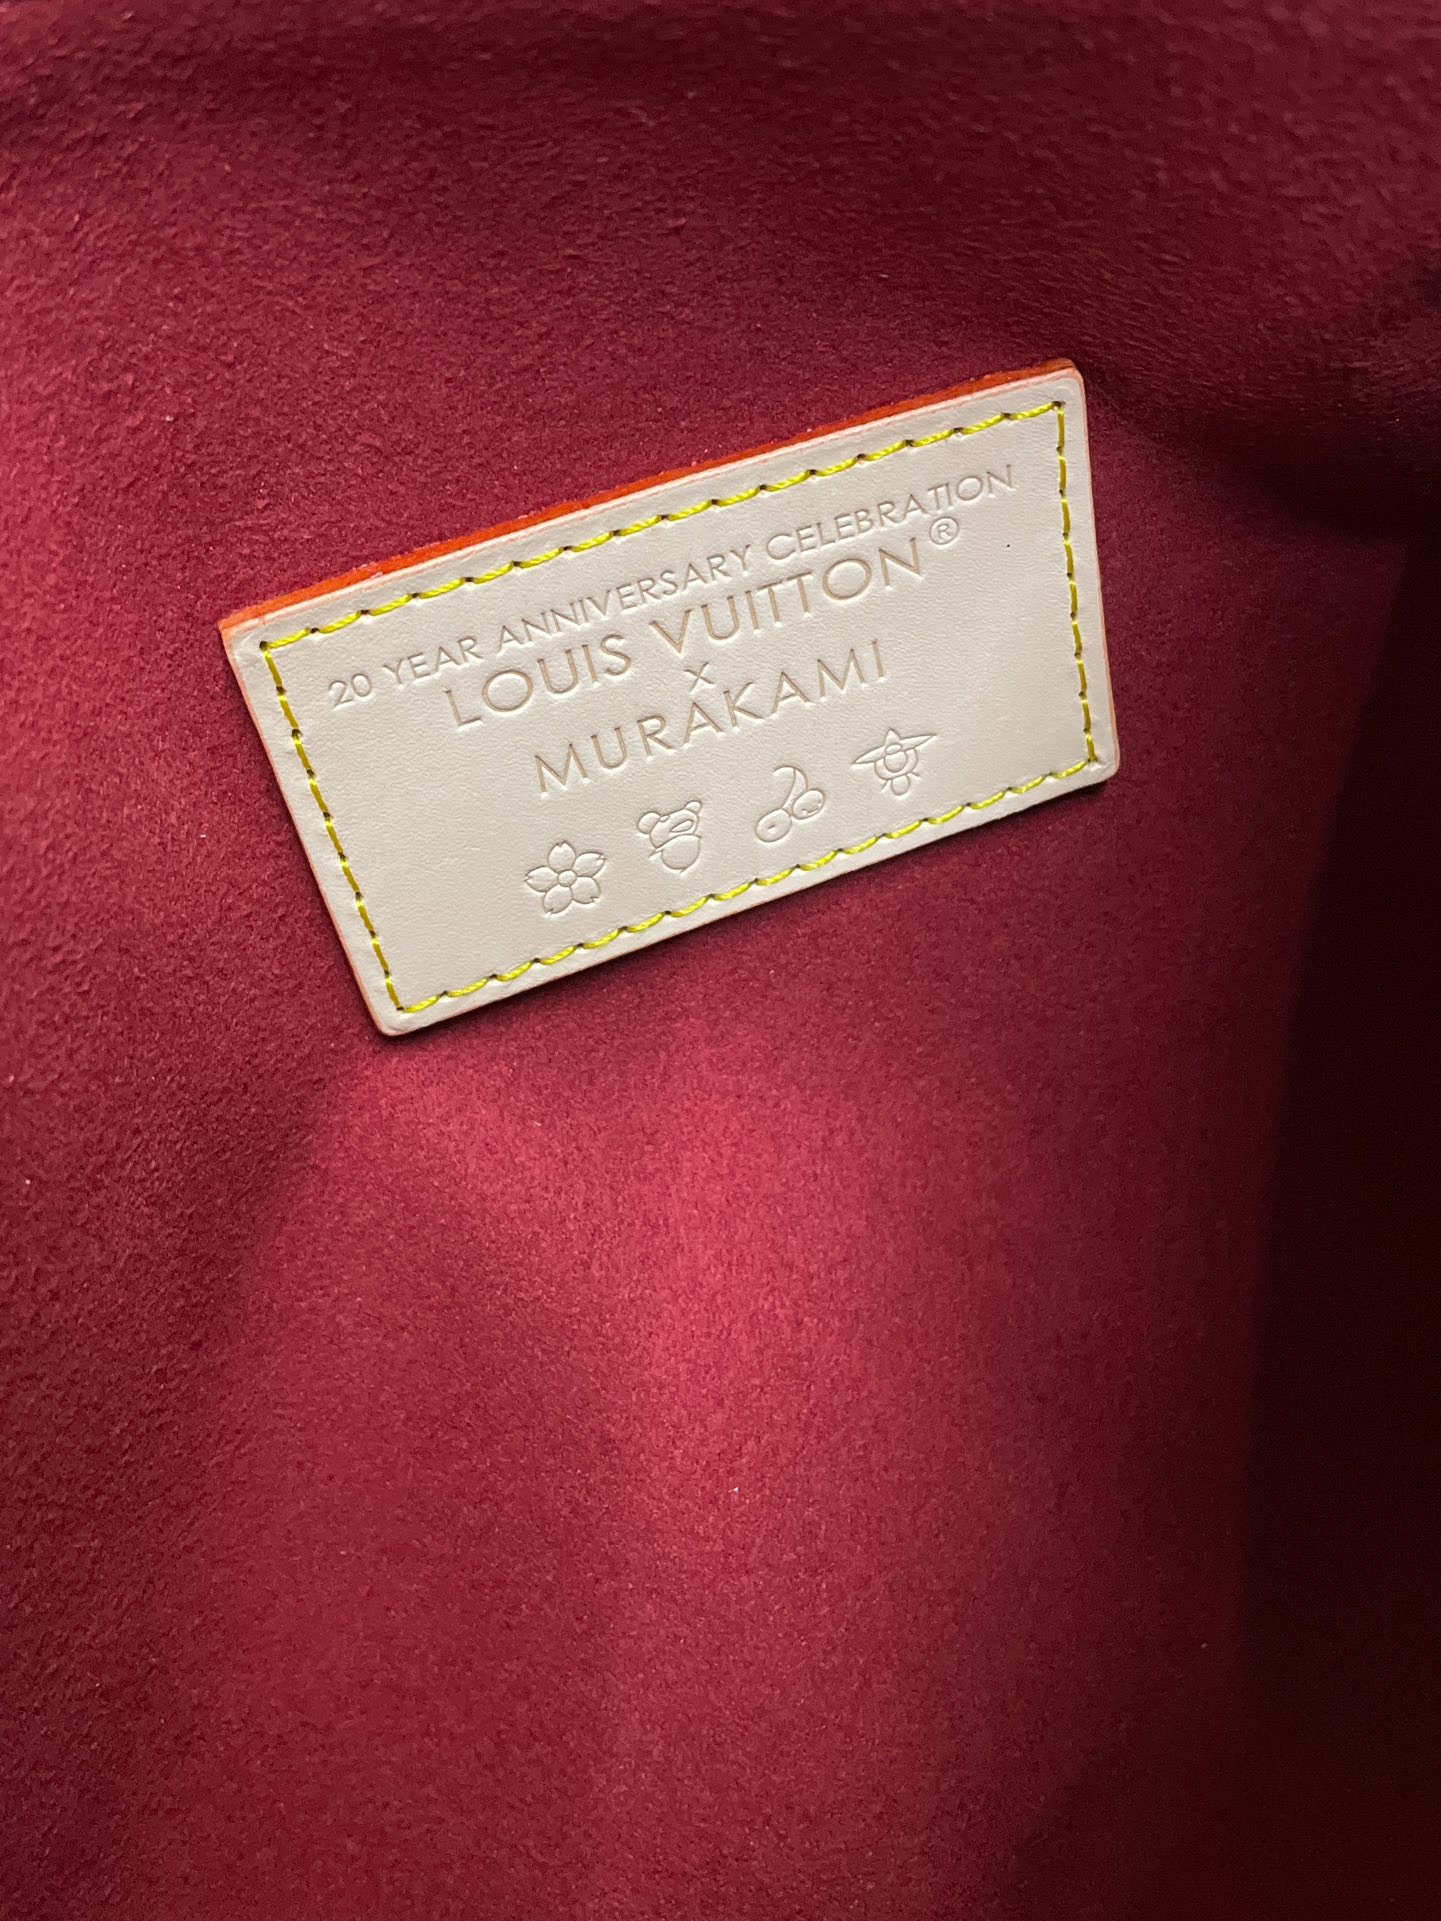 20 YEAR ANNIVERSARY CELEBRATION
LOUIS VUITTON®
×
MURAKAMI